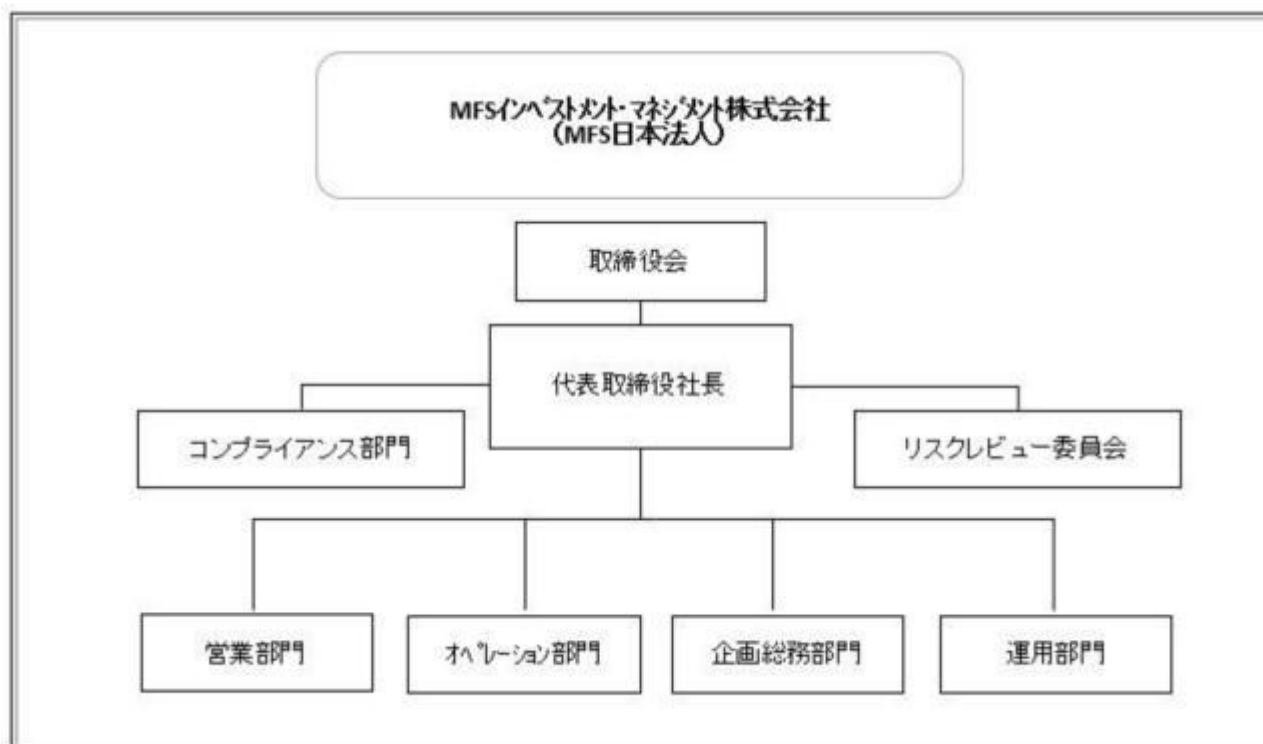 MFSインベストメント・マネジメント株式会社
(MFS日本法人)
取締役会
代表取締役社長
コンプライアンス部門
リスクレビュー委員会
営業部門
オペレーション部門
企画総務部門
運用部門